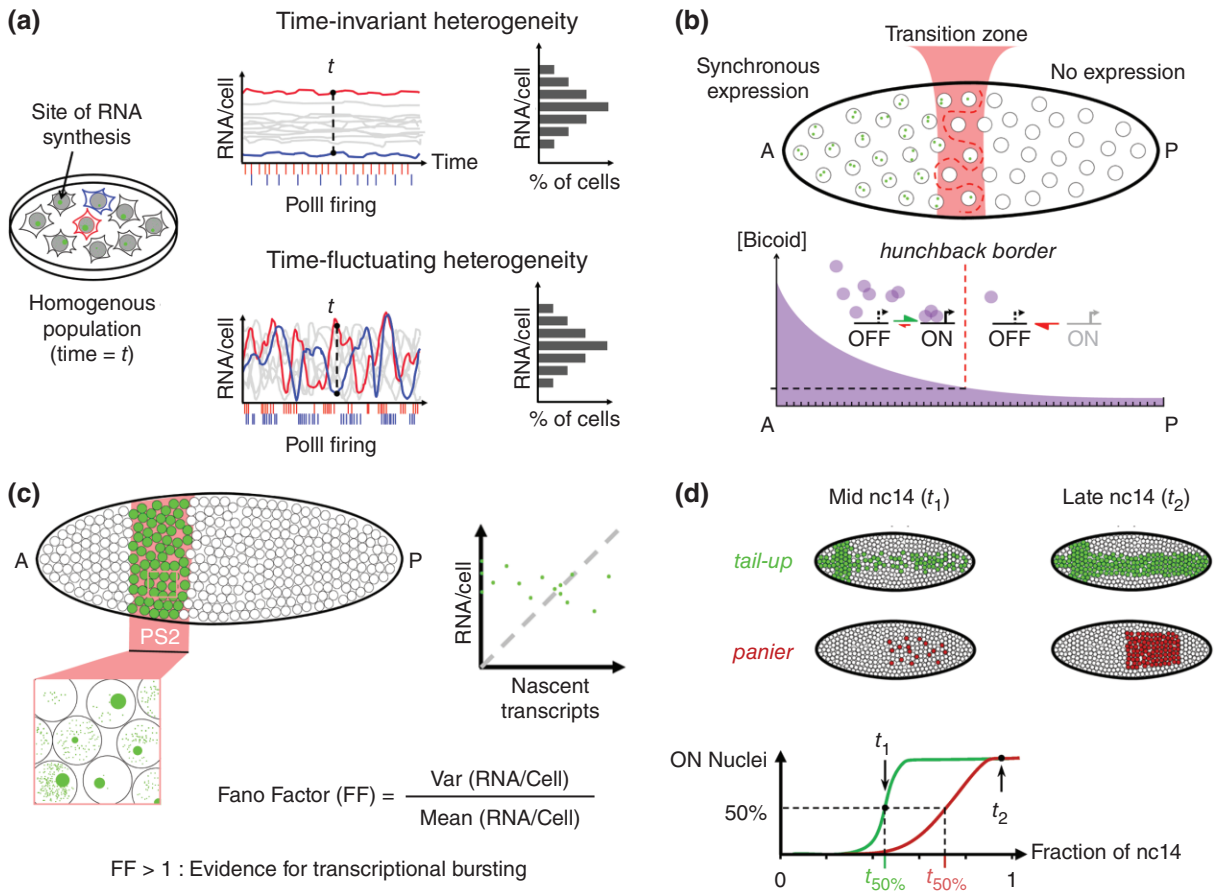 (a)
Time-invariant heterogeneity
Site of RNA
synthesis
RNA/cell
t
Time
PolII firing
RNA/cell
% of cells
Homogenous
population
(time = t)
Time-fluctuating heterogeneity
RNA/cell
t
PolII firing
RNA/cell
% of cells
(b)
Transition zone
Synchronous
expression
No expression
A
P
[Bicoid]
hunchback border
OFF
ON
OFF
ON
A
P
(c)
A
P
PS2
RNA/cell
Nascent
transcripts
Fano Factor (FF) =
Var (RNA/Cell)
Mean (RNA/Cell)
FF > 1 : Evidence for transcriptional bursting
(d)
Mid nc14 (t1)
Late nc14 (t2)
tail-up
panier
ON Nuclei
50%
t1
t2
Fraction of nc14
0
t50%
t50%
1